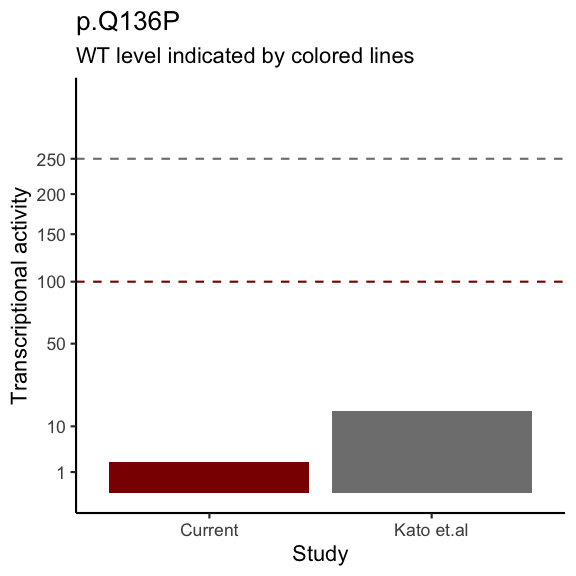 p.Q136P
WT level indicated by colored lines
250
200
150
100
50
10
1
Transcriptional activity
Current
Kato et.al
Study